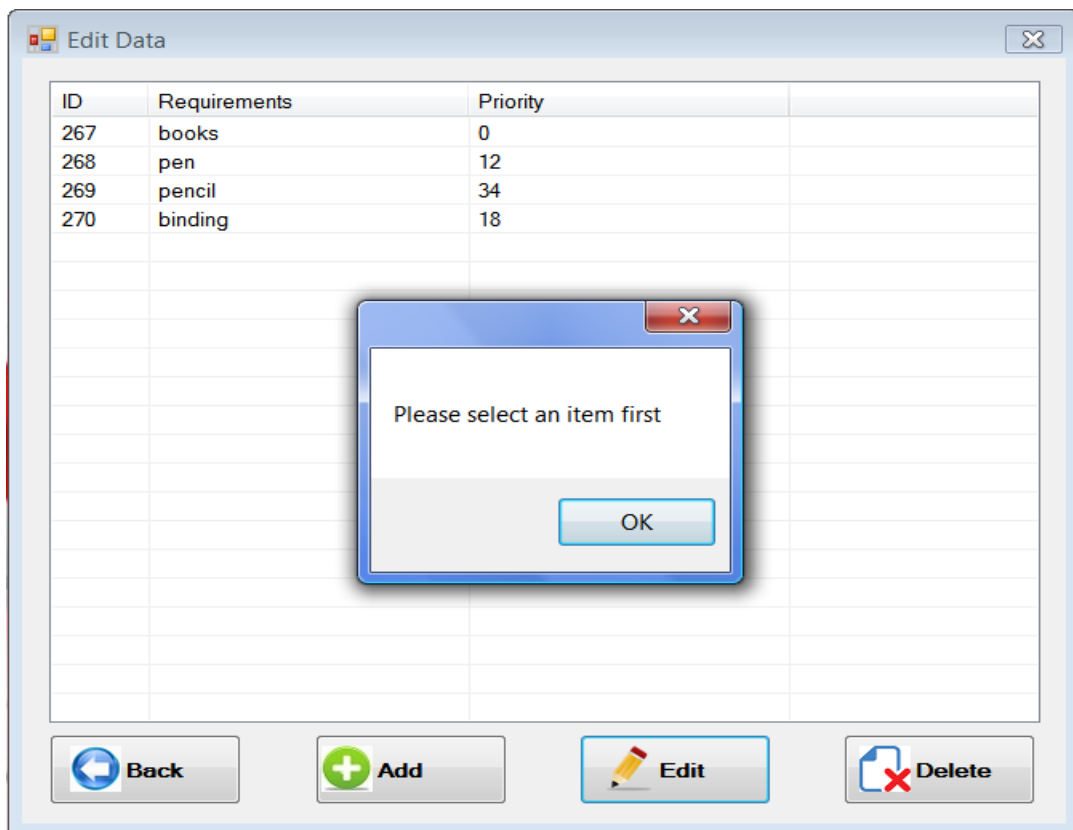 Edit Data
ID Requirements Priority
267 books 0
268 pen 12
269 pencil 34
270 binding 18
Please select an item first
OK
Back Add Edit Delete